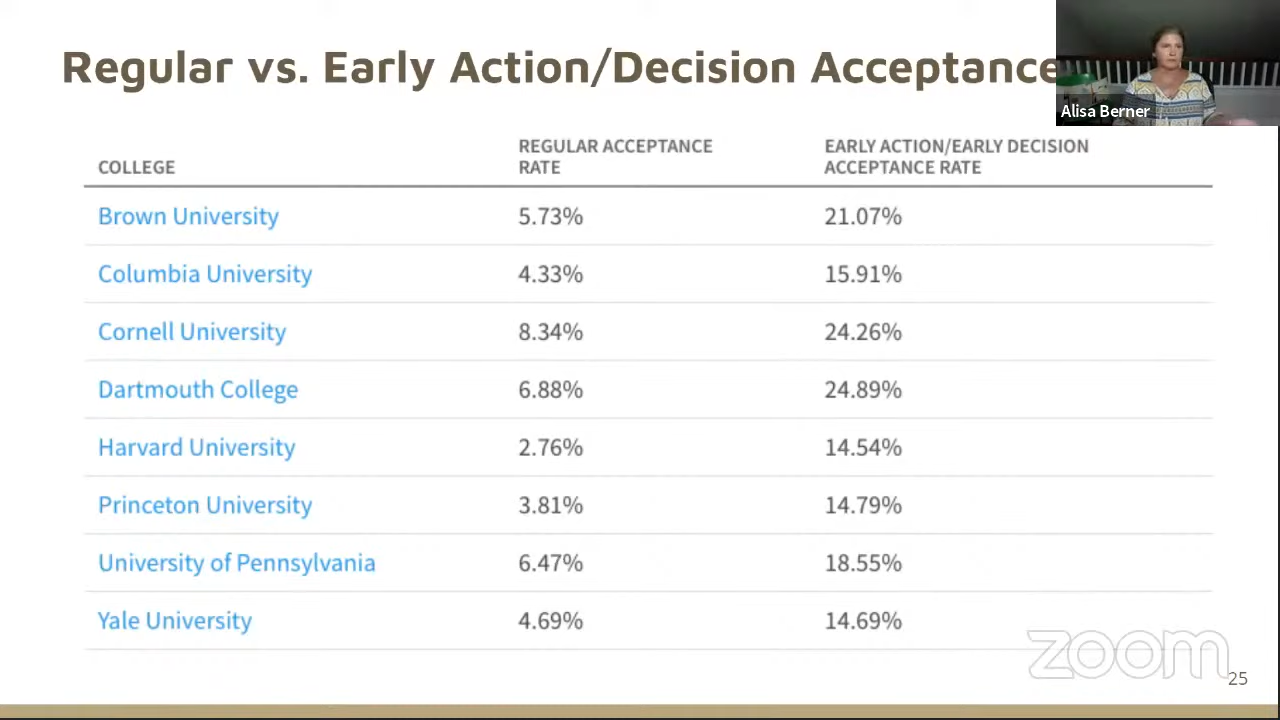 Regular vs. Early Action/Decision Acceptance
Alisa Berner
COLLEGE
REGULAR ACCEPTANCE
RATE
EARLY ACTION/EARLY DECISION
ACCEPTANCE RATE
Brown University 5.73% 21.07%
Columbia University 4.33% 15.91%
Cornell University 8.34% 24.26%
Dartmouth College 6.88% 24.89%
Harvard University 2.76% 14.54%
Princeton University 3.81% 14.79%
University of Pennsylvania 6.47% 18.55%
Yale University 4.69% 14.69%
zoom
25